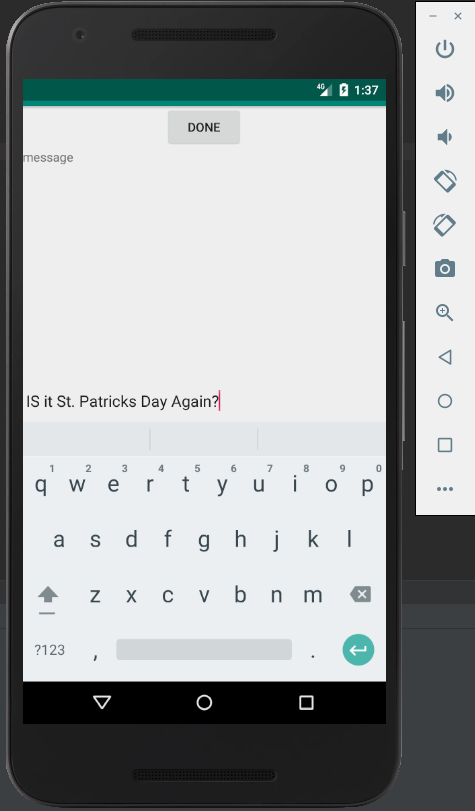 4G 1:37
DONE
message
IS it St. Patricks Day Again?
1 2 3 4 5 6 7 8 9 0
q w e r t y u i o p
a s d f g h j k l
z x c v b n m
?123 , .